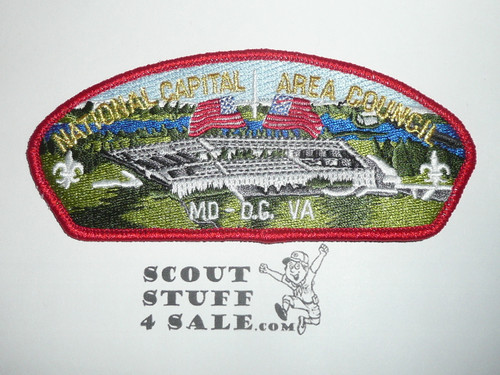 NATIONAL CAPITAL AREA COUNCIL
MD - D.C. VA
SCOUT
STUFF
4 SALE.com